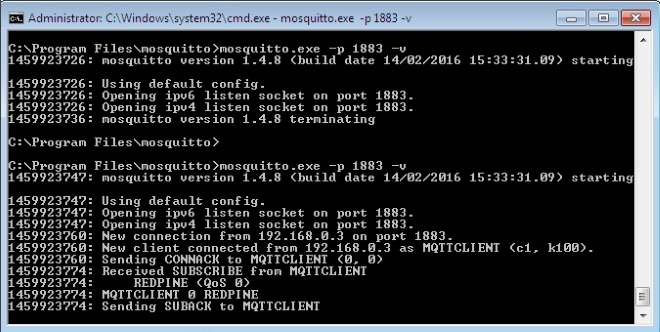 Administrator: C:\Windows\system32\cmd.exe - mosquitto.exe -p 1883 -v
C:\Program Files\mosquitto>mosquitto.exe -p 1883 -v
1459923726: mosquitto version 1.4.8 (build date 14/02/2016 15:33:31.09) starting
1459923726: Using default config.
1459923726: Opening ipv6 listen socket on port 1883.
1459923726: Opening ipv4 listen socket on port 1883.
1459923736: mosquitto version 1.4.8 terminating
C:\Program Files\mosquitto>
C:\Program Files\mosquitto>mosquitto.exe -p 1883 -v
1459923747: mosquitto version 1.4.8 (build date 14/02/2016 15:33:31.09) starting
1459923747: Using default config.
1459923747: Opening ipv6 listen socket on port 1883.
1459923747: Opening ipv4 listen socket on port 1883.
1459923760: New connection from 192.168.0.3 on port 1883.
1459923760: New client connected from 192.168.0.3 as MQTTCLIENT (c1, k100).
1459923760: Sending CONNACK to MQTTCLIENT (0, 0)
1459923774: Received SUBSCRIBE from MQTTCLIENT
1459923774: REDPINE (QoS 0)
1459923774: MQTTCLIENT 0 REDPINE
1459923774: Sending SUBACK to MQTTCLIENT